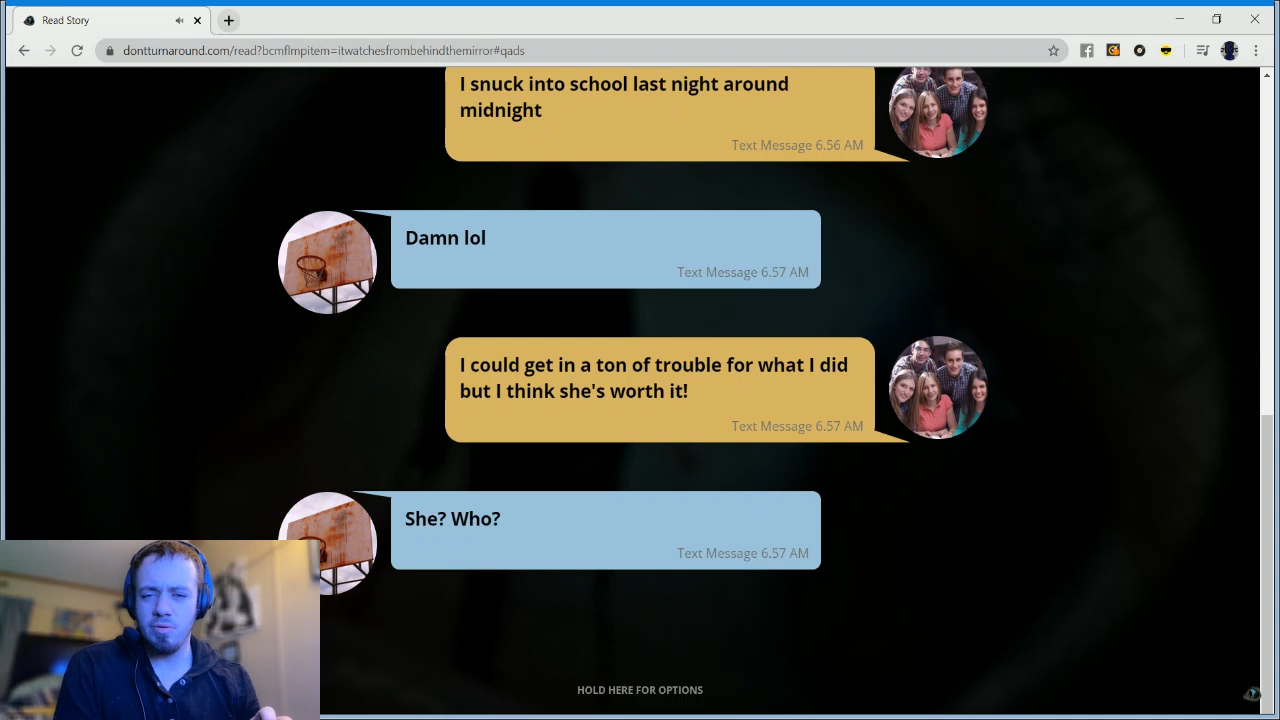 Read Story
dontturnaround.com/read?bcmflmpitem=itwatchesfrombehindthemirror#qads
I snuck into school last night around
midnight
Text Message 6.56 AM
Damn lol
Text Message 6.57 AM
I could get in a ton of trouble for what I did
but I think she's worth it!
Text Message 6.57 AM
She? Who?
Text Message 6.57 AM
HOLD HERE FOR OPTIONS